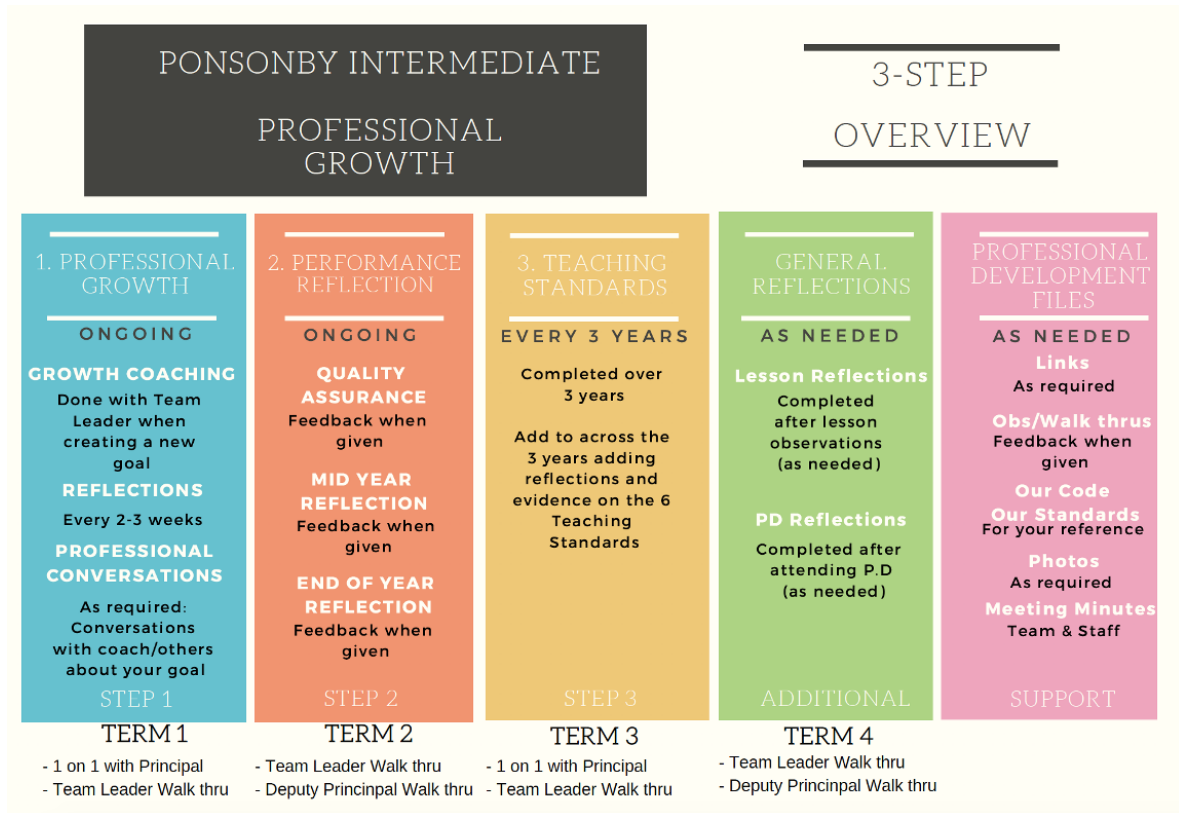 PONSONBY INTERMEDIATE
PROFESSIONAL
GROWTH
3-STEP
OVERVIEW
1. PROFESSIONAL
GROWTH
ONGOING
GROWTH COACHING
Done with Team
Leader when
creating a new
goal
REFLECTIONS
Every 2-3 weeks
PROFESSIONAL
CONVERSATIONS
As required:
Conversations
with coach/others
about your goal
STEP 1
2. PERFORMANCE
REFLECTION
ONGOING
QUALITY
ASSURANCE
Feedback when
given
MID YEAR
REFLECTION
Feedback when
given
END OF YEAR
REFLECTION
Feedback when
given
STEP 2
3. TEACHING
STANDARDS
EVERY 3 YEARS
Completed over
3 years
Add to across the
3 years adding
reflections and
evidence on the 6
Teaching
Standards
STEP 3
GENERAL
REFLECTIONS
AS NEEDED
Lesson Reflections
Completed
after lesson
observations
(as needed)
PD Reflections
Completed after
attending P.D
(as needed)
ADDITIONAL
PROFESSIONAL
DEVELOPMENT
FILES
AS NEEDED
Links
As required
Obs/Walk thrus
Feedback when
given
Our Code
Our Standards
For your reference
Photos
As required
Meeting Minutes
Team & Staff
SUPPORT
TERM 1
- 1 on 1 with Principal
- Team Leader Walk thru
TERM 2
- Team Leader Walk thru
- Deputy Princinpal Walk thru
TERM 3
- 1 on 1 with Principal
- Team Leader Walk thru
TERM 4
- Team Leader Walk thru
- Deputy Princinpal Walk thru